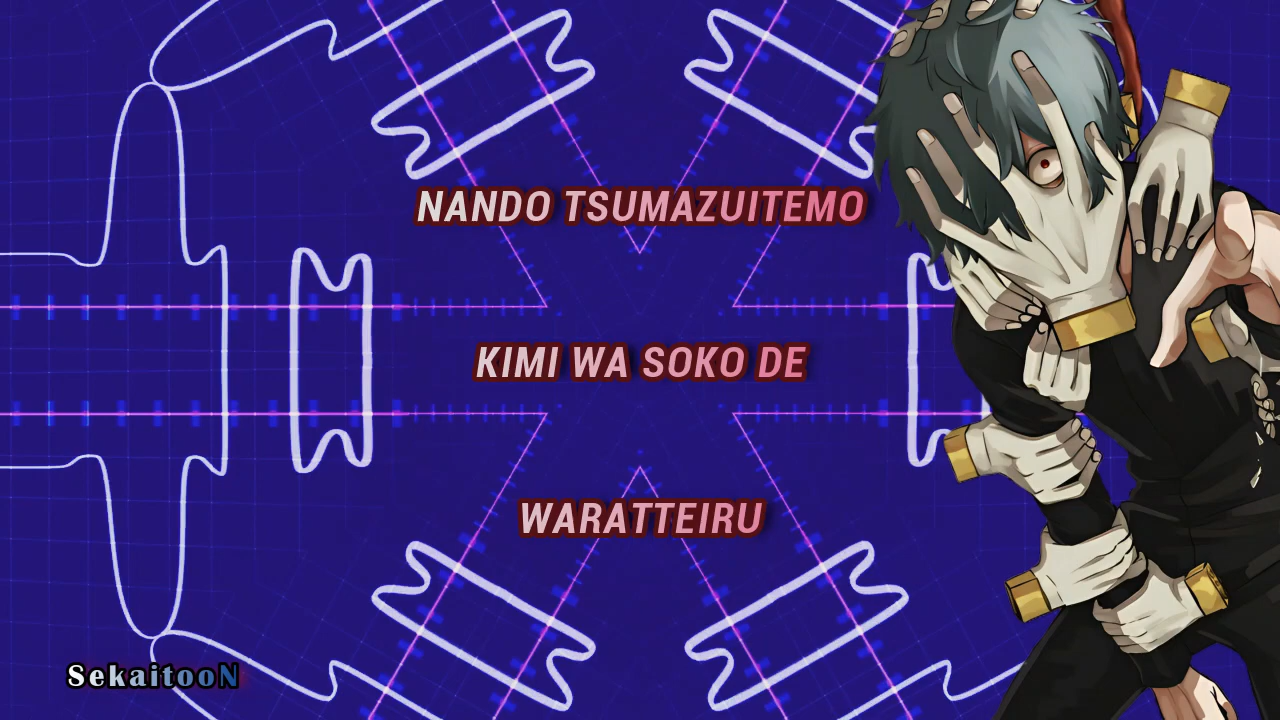 NANDO TSUMAZUITEMO
KIMI WA SOKO DE
WARATTEIRU
SekaitooN